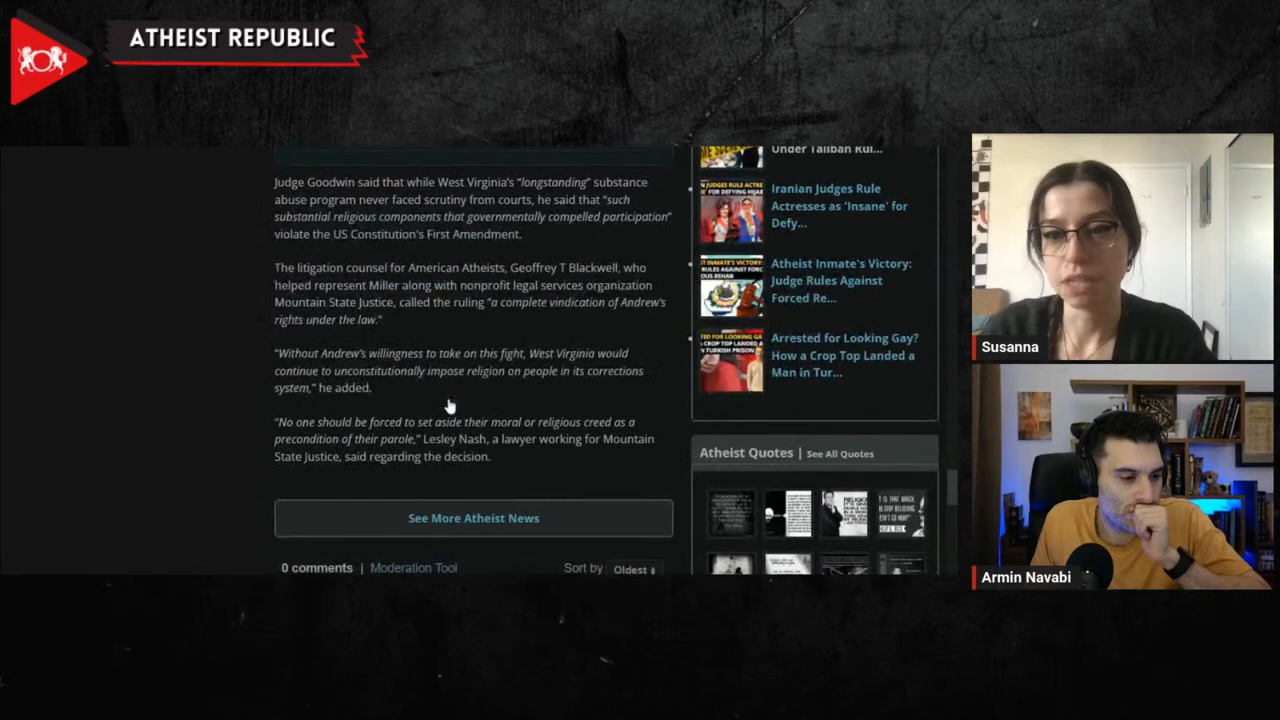 ATHEIST REPUBLIC
Judge Goodwin said that while West Virginia's "longstanding" substance
abuse program never faced scrutiny from courts, he said that "such
substantial religious components that governmentally compelled participation"
violate the US Constitution's First Amendment.
The litigation counsel for American Atheists, Geoffrey T Blackwell, who
helped represent Miller along with nonprofit legal services organization
Mountain State Justice, called the ruling "a complete vindication of Andrew's
rights under the law."
"Without Andrew's willingness to take on this fight, West Virginia would
continue to unconstitutionally impose religion on people in its corrections
system," he added.
"No one should be forced to set aside their moral or religious creed as a
precondition of their parole," Lesley Nash, a lawyer working for Mountain
State Justice, said regarding the decision.
See More Atheist News
0 comments | Moderation Tool
Sort by Oldest
Under Taliban Rul...
Iranian Judges Rule
Actresses as 'Insane' for
Defy...
Atheist Inmate's Victory:
Judge Rules Against
Forced Re...
Arrested for Looking Gay?
How a Crop Top Landed a
Man in Tur...
Atheist Quotes | See All Quotes
Susanna
Armin Navabi